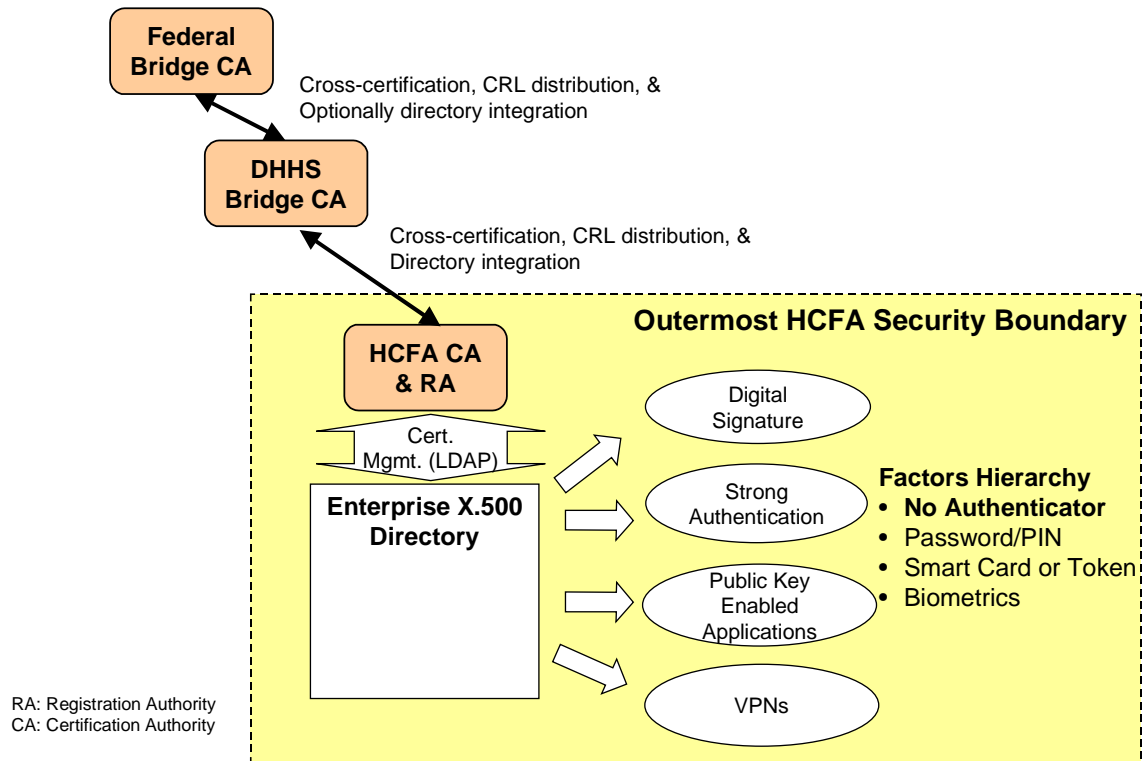 Federal
Bridge CA
Cross-certification, CRL distribution, &
Optionally directory integration
DHHS
Bridge CA
Cross-certification, CRL distribution, &
Directory integration
Outermost HCFA Security Boundary
HCFA CA
& RA
Cert.
Mgmt. (LDAP)
Enterprise X.500
Directory
Digital
Signature
Strong
Authentication
Public Key
Enabled
Applications
VPNs
Factors Hierarchy
• No Authenticator
• Password/PIN
• Smart Card or Token
• Biometrics
RA: Registration Authority
CA: Certification Authority